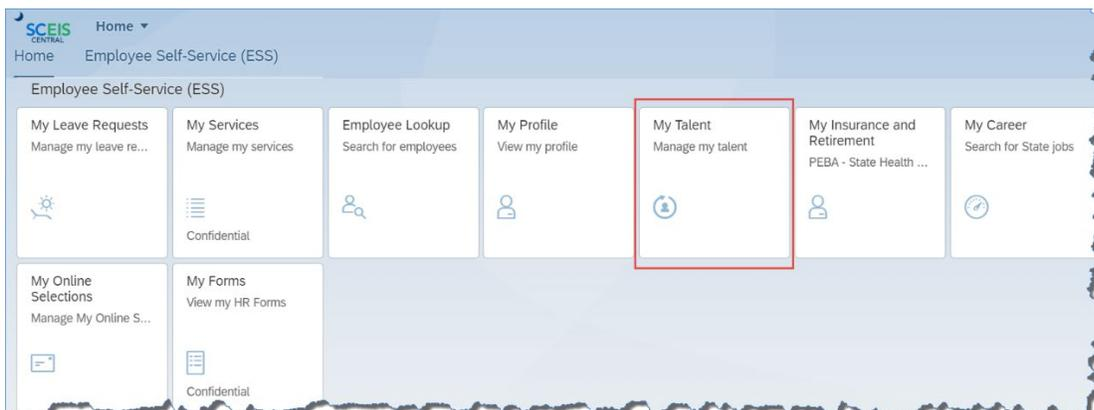 SCEIS
CENTRAL
Home
Home Employee Self-Service (ESS)
Employee Self-Service (ESS)
My Leave Requests
Manage my leave re...
My Services
Manage my services
Confidential
Employee Lookup
Search for employees
My Profile
View my profile
My Talent
Manage my talent
My Insurance and
Retirement
PEBA - State Health ...
My Career
Search for State jobs
My Online
Selections
Manage My Online S...
My Forms
View my HR Forms
Confidential